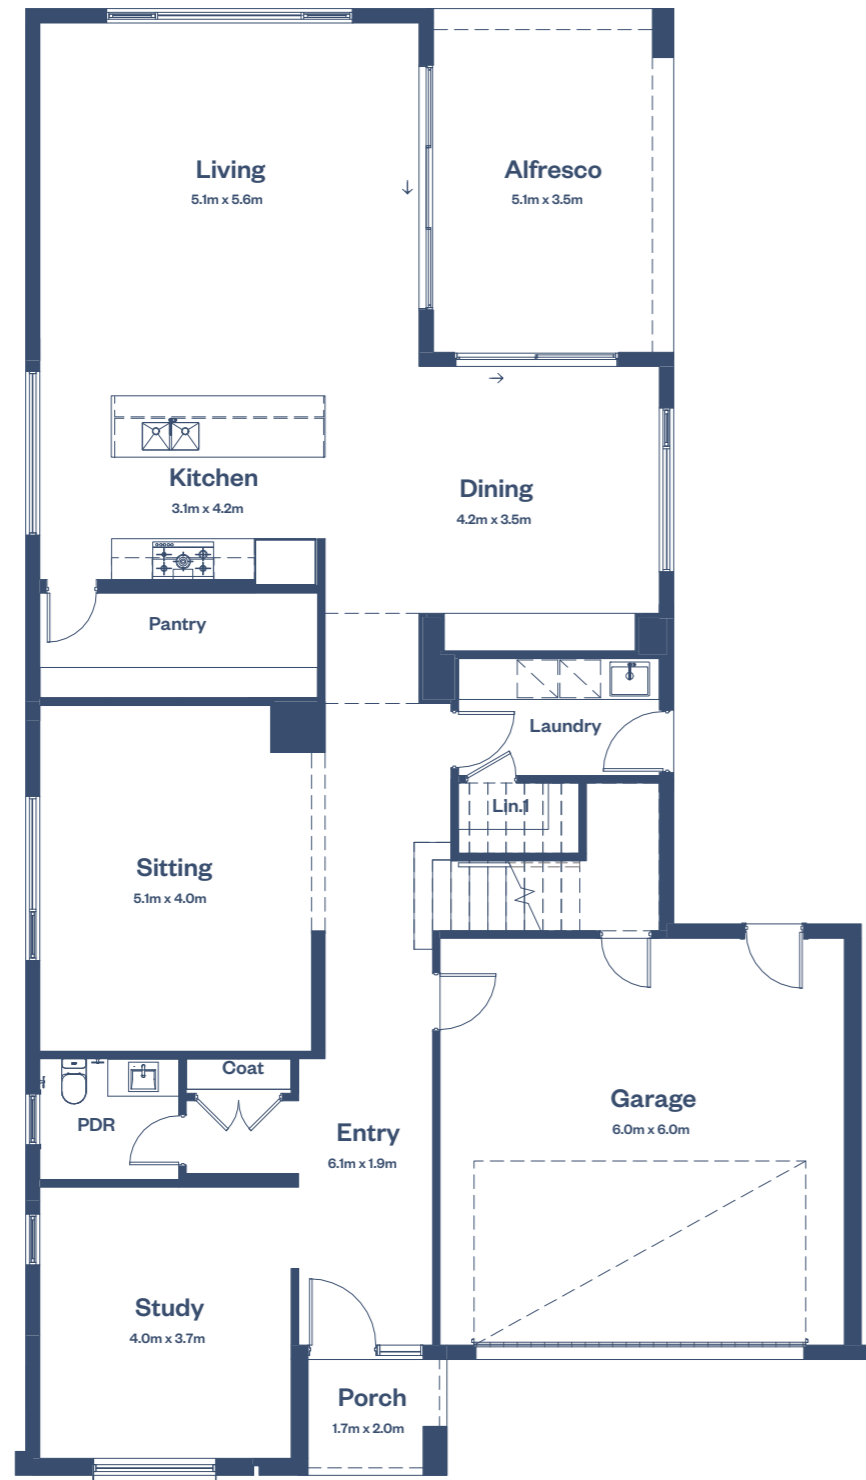 Living
5.1m x 5.6m
Alfresco
5.1m x 3.5m
Kitchen
3.1m x 4.2m
Dining
4.2m x 3.5m
Pantry
Laundry
Lin.1
Sitting
5.1m x 4.0m
Coat
PDR
Entry
6.1m x 1.9m
Garage
6.0m x 6.0m
Study
4.0m x 3.7m
Porch
1.7m x 2.0m